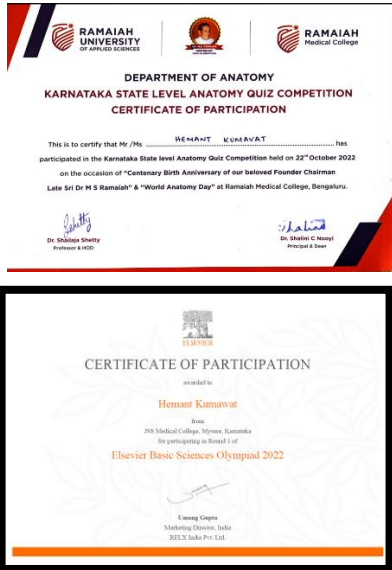 RAMAIAH
UNIVERSITY
OF APPLIED SCIENCES
RAMAIAH
Medical College
DEPARTMENT OF ANATOMY
KARNATAKA STATE LEVEL ANATOMY QUIZ COMPETITION
CERTIFICATE OF PARTICIPATION
This is to certify that Mr /Ms HEMANT KUMAVAT has
participated in the Karnataka State level Anatomy Quiz Competition held on 22nd October 2022
on the occasion of "Centenary Birth Anniversary of our beloved Founder Chairman
Late Sri Dr M S Ramaiah" & "World Anatomy Day" at Ramaiah Medical College, Bengaluru.
Dr. Shailaja Shetty
Professor & HOD
Dr. Shalini C Nooyi
Principal & Dean
ELSEVIER
CERTIFICATE OF PARTICIPATION
awarded to
Hemant Kumawat
from
JSS Medical College, Mysore, Karnataka
for participating in Round 1 of
Elsevier Basic Sciences Olympiad 2022
Umang Gupta
Marketing Director, India
RELX India Pvt. Ltd.